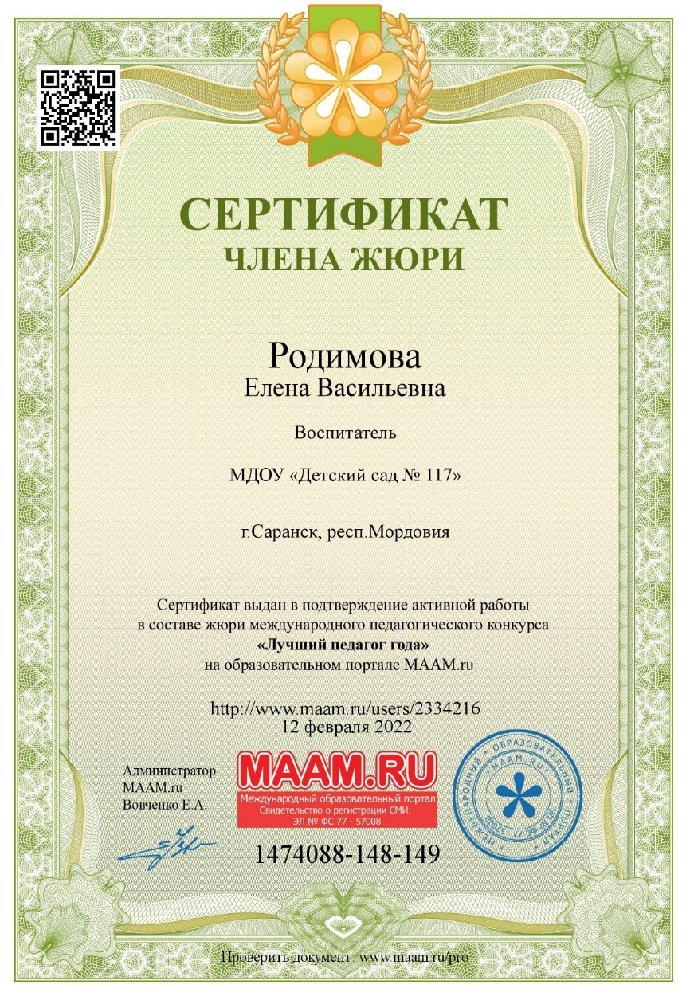 СЕРТИФИКАТ
ЧЛЕНА ЖЮРИ
Родимова
Елена Васильевна
Воспитатель
МДОУ «Детский сад № 117»
г.Саранск, респ.Мордовия
Сертификат выдан в подтверждение активной работы
в составе жюри международного педагогического конкурса
«Лучший педагог года»
на образовательном портале МААМ.ru
http://www.maam.ru/users/2334216
12 февраля 2022
Администратор
МААМ.ru
Вовченко Е.А.
MAAM.RU
Международный образовательный портал
Свидетельство о регистрации СМИ:
ЭЛ № ФС 77 - 57008
1474088-148-149
МЕЖДУНАРОДНЫЙ * ОБРАЗОВАТЕЛЬНЫЙ * ПОРТАЛ *
* MAAM.RU *
ЭЛ № ФС 77 - 57008
Проверить документ: www.maam.ru/pro